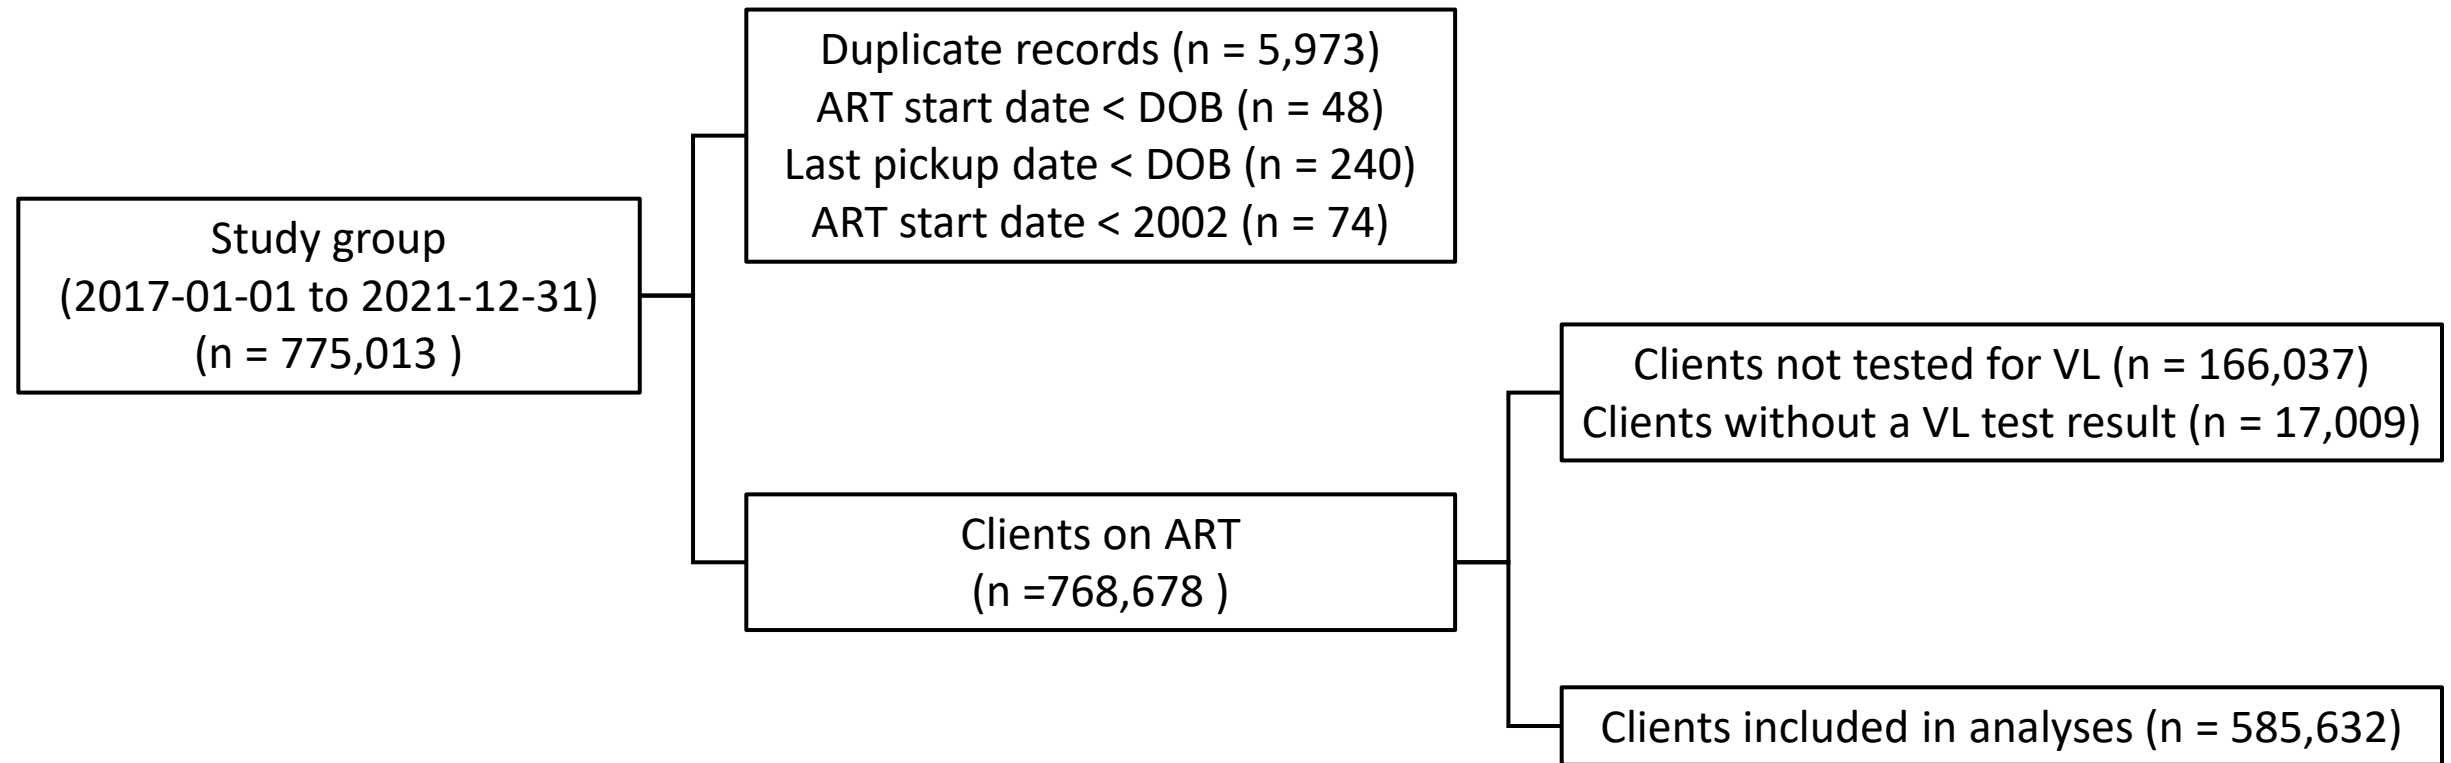 Study group
(2017-01-01 to 2021-12-31)
(n = 775,013 )
Duplicate records (n = 5,973)
ART start date < DOB (n = 48)
Last pickup date < DOB (n = 240)
ART start date < 2002 (n = 74)
Clients on ART
(n =768,678 )
Clients not tested for VL (n = 166,037)
Clients without a VL test result (n = 17,009)
Clients included in analyses (n = 585,632)